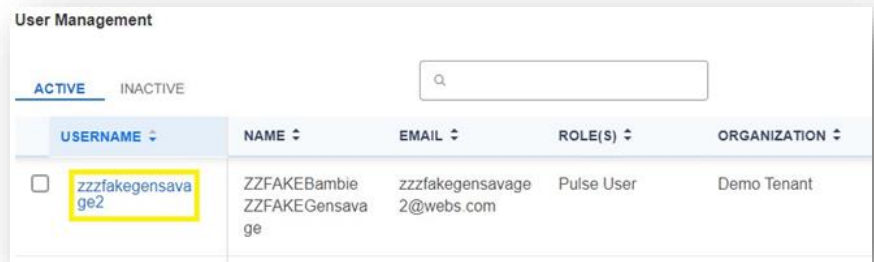 User Management
ACTIVE INACTIVE
USERNAME NAME EMAIL ROLE(S) ORGANIZATION
zzzfakegensava ZZFAKEBambie zzzfakegensavage Pulse User Demo Tenant
ge2 ZZFAKEGensava 2@webs.com
ge